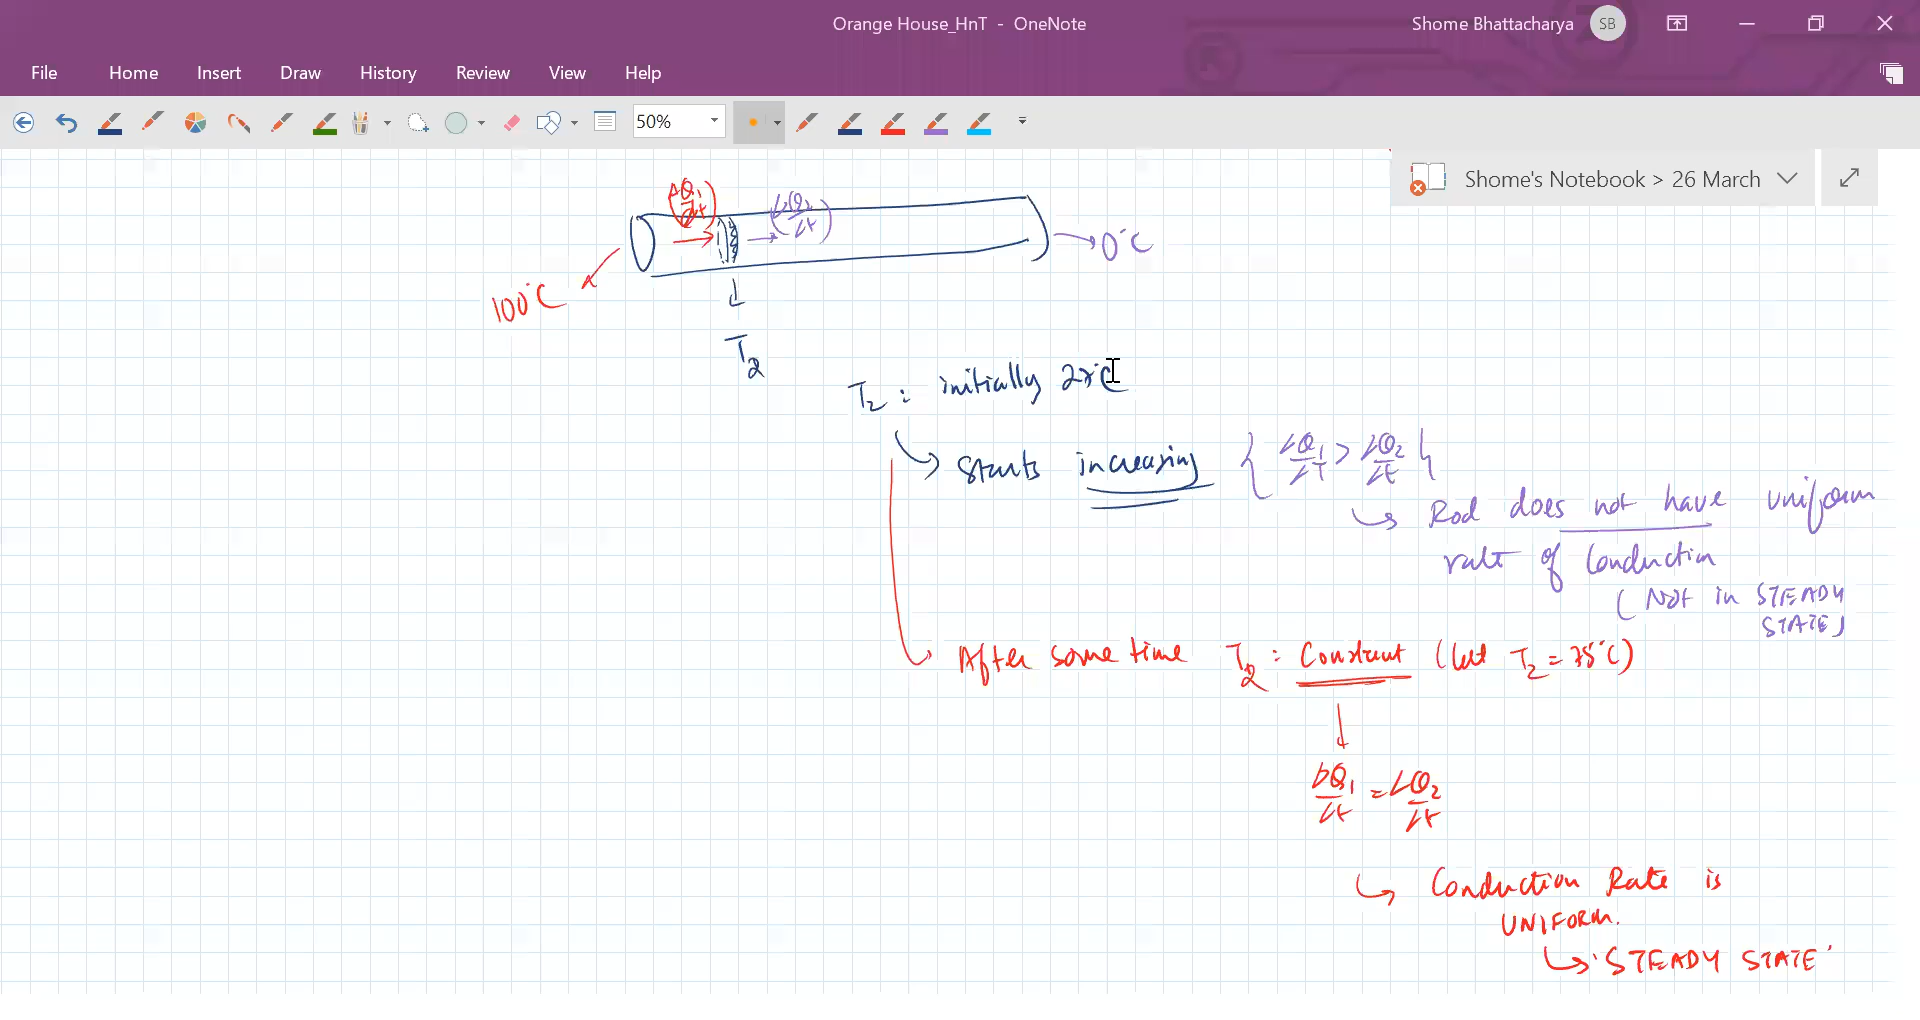 Orange House_HnT - OneNote
Shome Bhattacharya SB
File Home Insert Draw History Review View Help
50%
Shome's Notebook > 26 March
(ΔQ₁/Δt)
(ΔQ₂/Δt)
100°C
0°C
T₂
T₂ : initially 25°C
Starts increasing { ΔQ₁/Δt > ΔQ₂/Δt }
Rod does not have uniform
rate of Conduction
(Not in STEADY
STATE)
After some time T₂ : Constant (let T₂ = 75°C)
ΔQ₁/Δt = ΔQ₂/Δt
Conduction Rate is
UNIFORM.
'STEADY STATE'